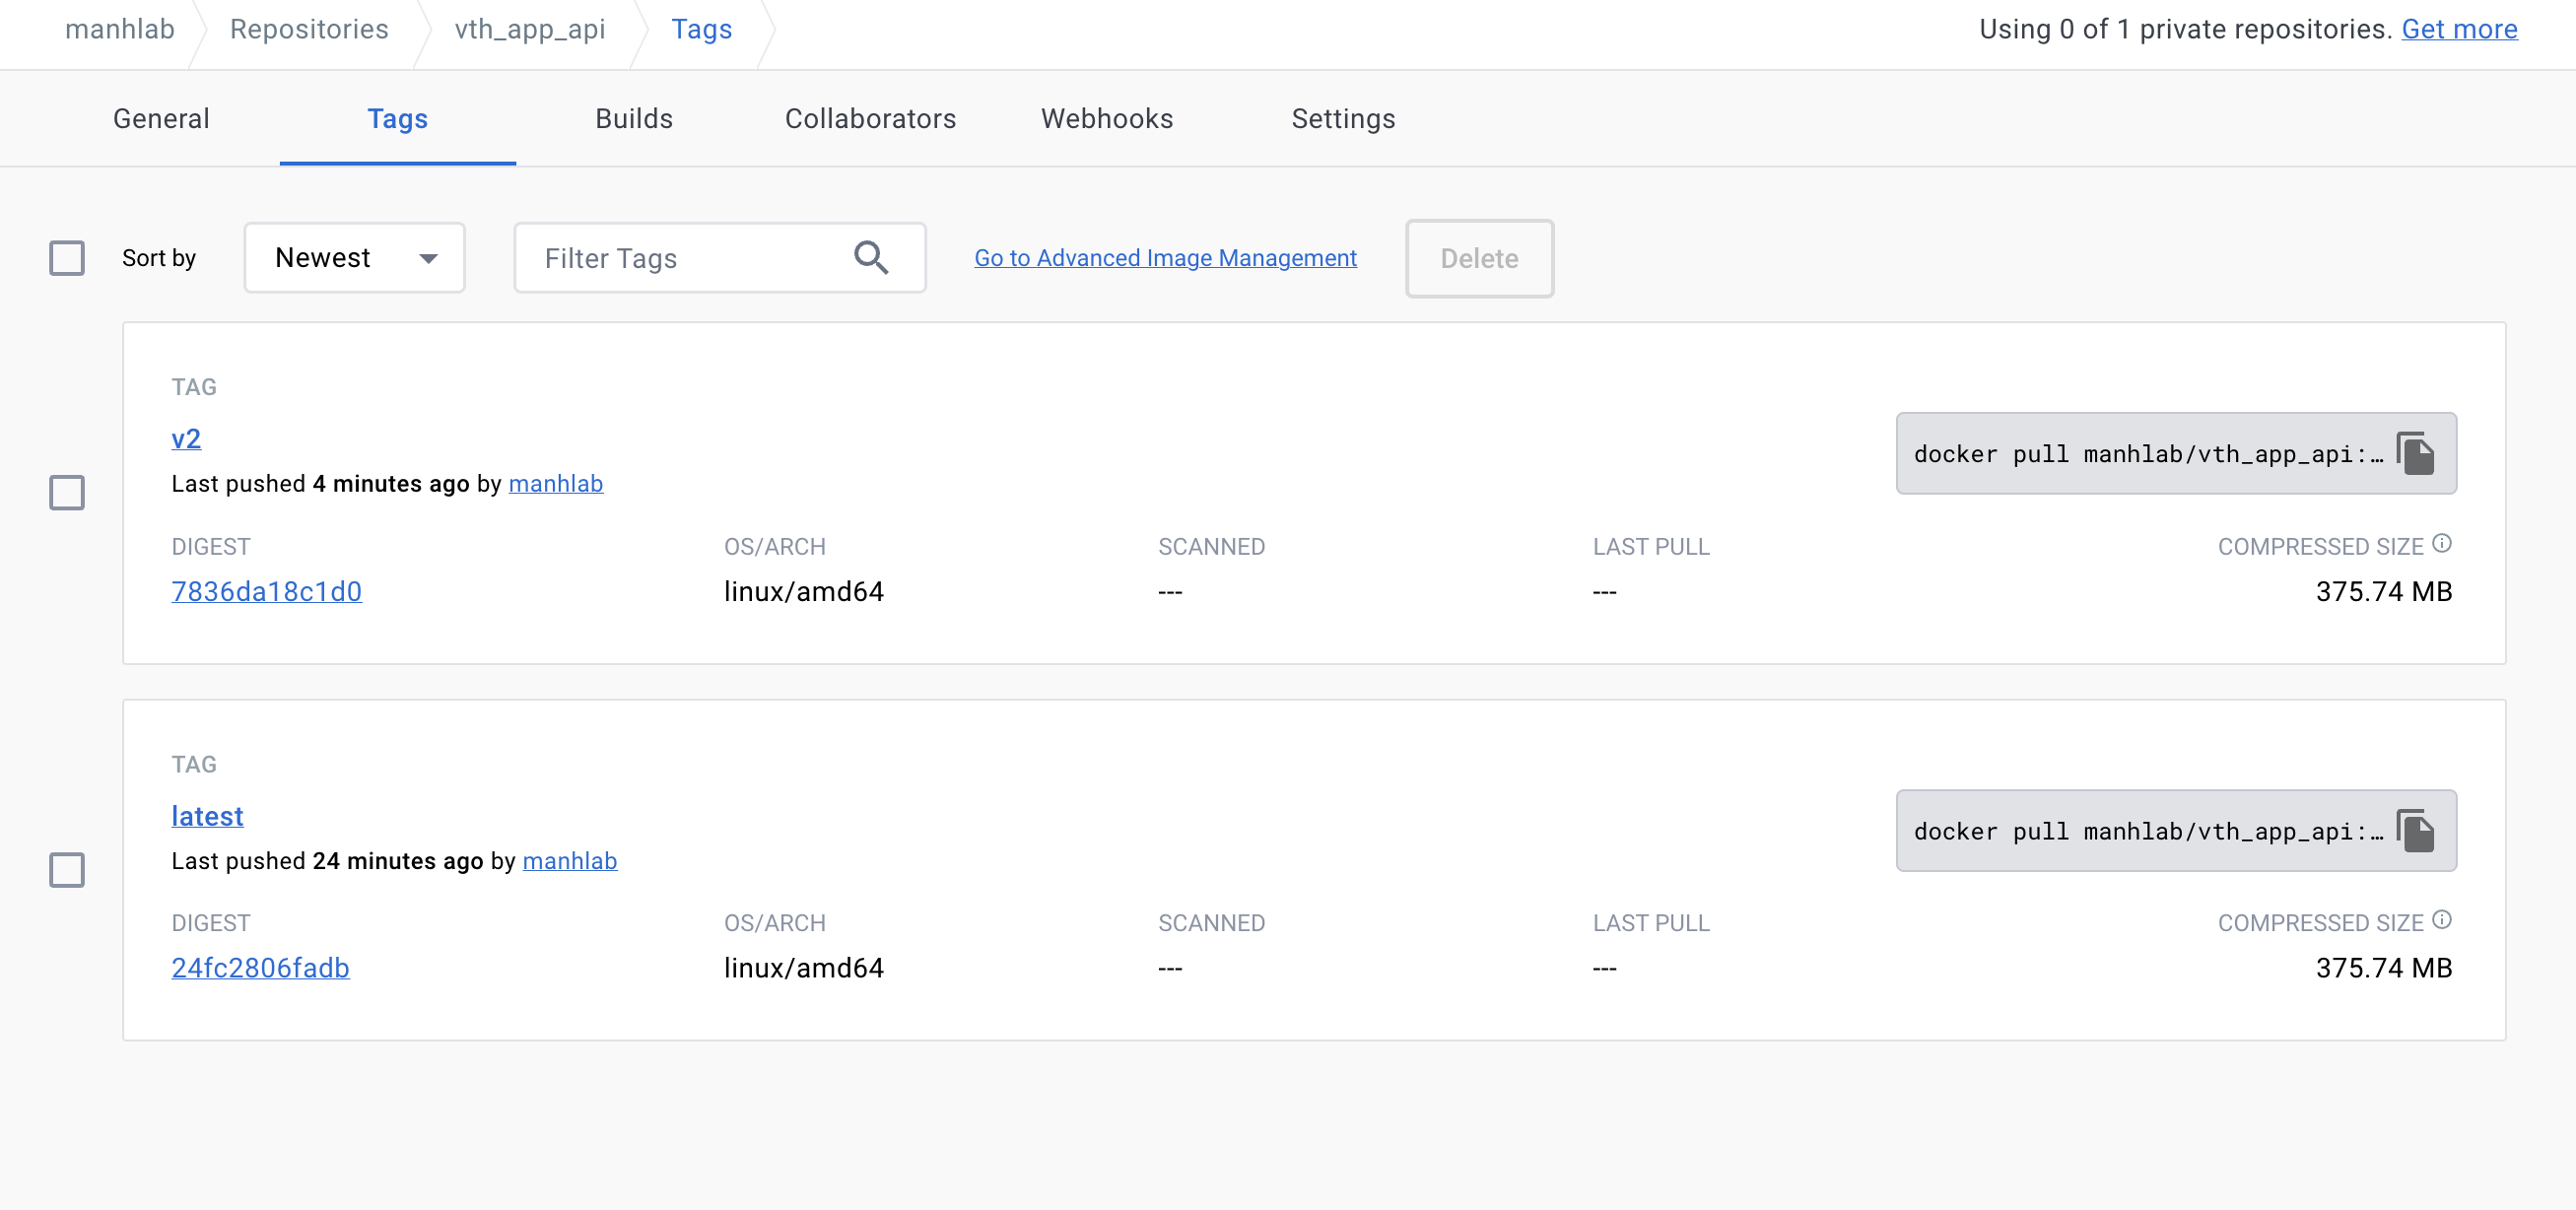 manhlab Repositories vth_app_api Tags Using 0 of 1 private repositories. Get more
General Tags Builds Collaborators Webhooks Settings
Sort by Newest Filter Tags Go to Advanced Image Management Delete
TAG
v2
docker pull manhlab/vth_app_api:…
Last pushed 4 minutes ago by manhlab
DIGEST OS/ARCH SCANNED LAST PULL COMPRESSED SIZE
7836da18c1d0 linux/amd64 --- --- 375.74 MB
TAG
latest
docker pull manhlab/vth_app_api:…
Last pushed 24 minutes ago by manhlab
DIGEST OS/ARCH SCANNED LAST PULL COMPRESSED SIZE
24fc2806fadb linux/amd64 --- --- 375.74 MB